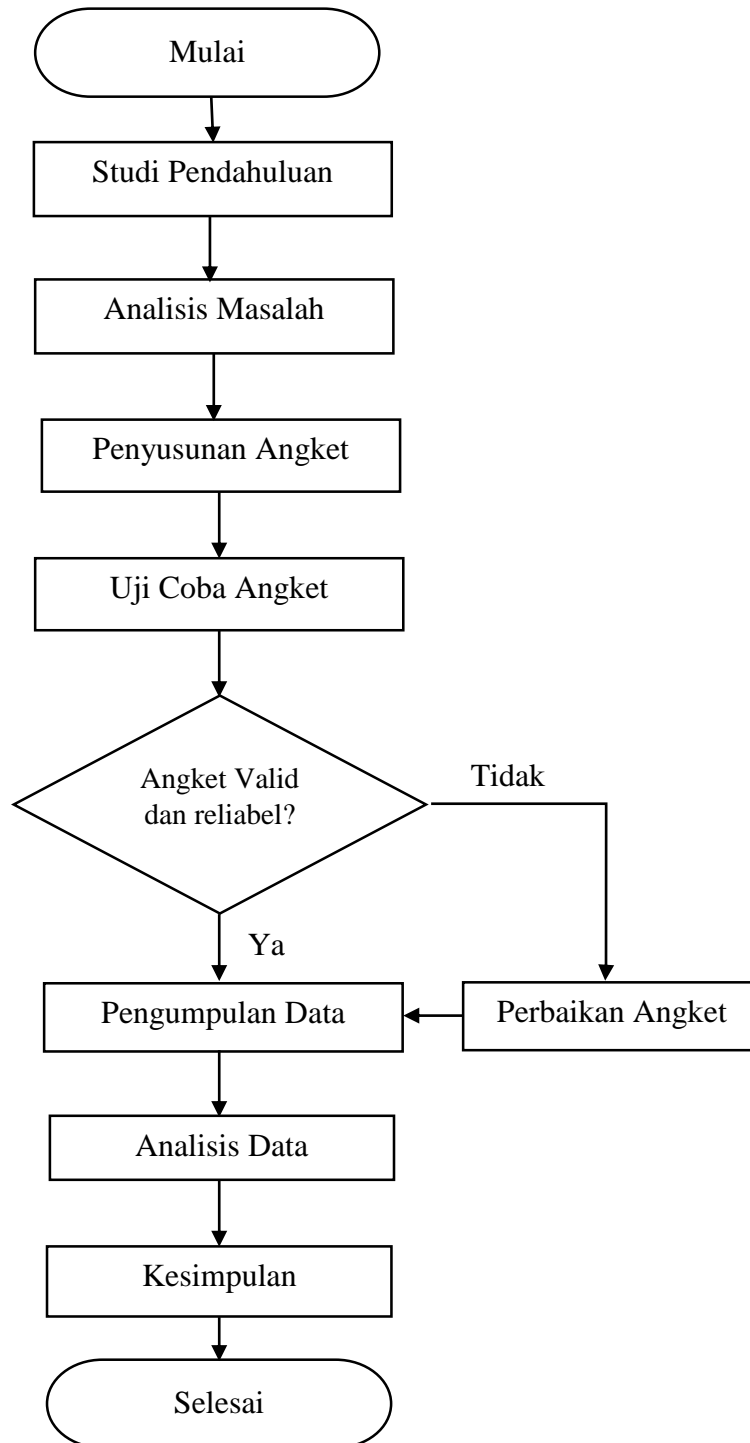 Mulai
Studi Pendahuluan
Analisis Masalah
Penyusunan Angket
Uji Coba Angket
Angket Valid
dan reliabel?
Tidak
Ya
Pengumpulan Data
Perbaikan Angket
Analisis Data
Kesimpulan
Selesai